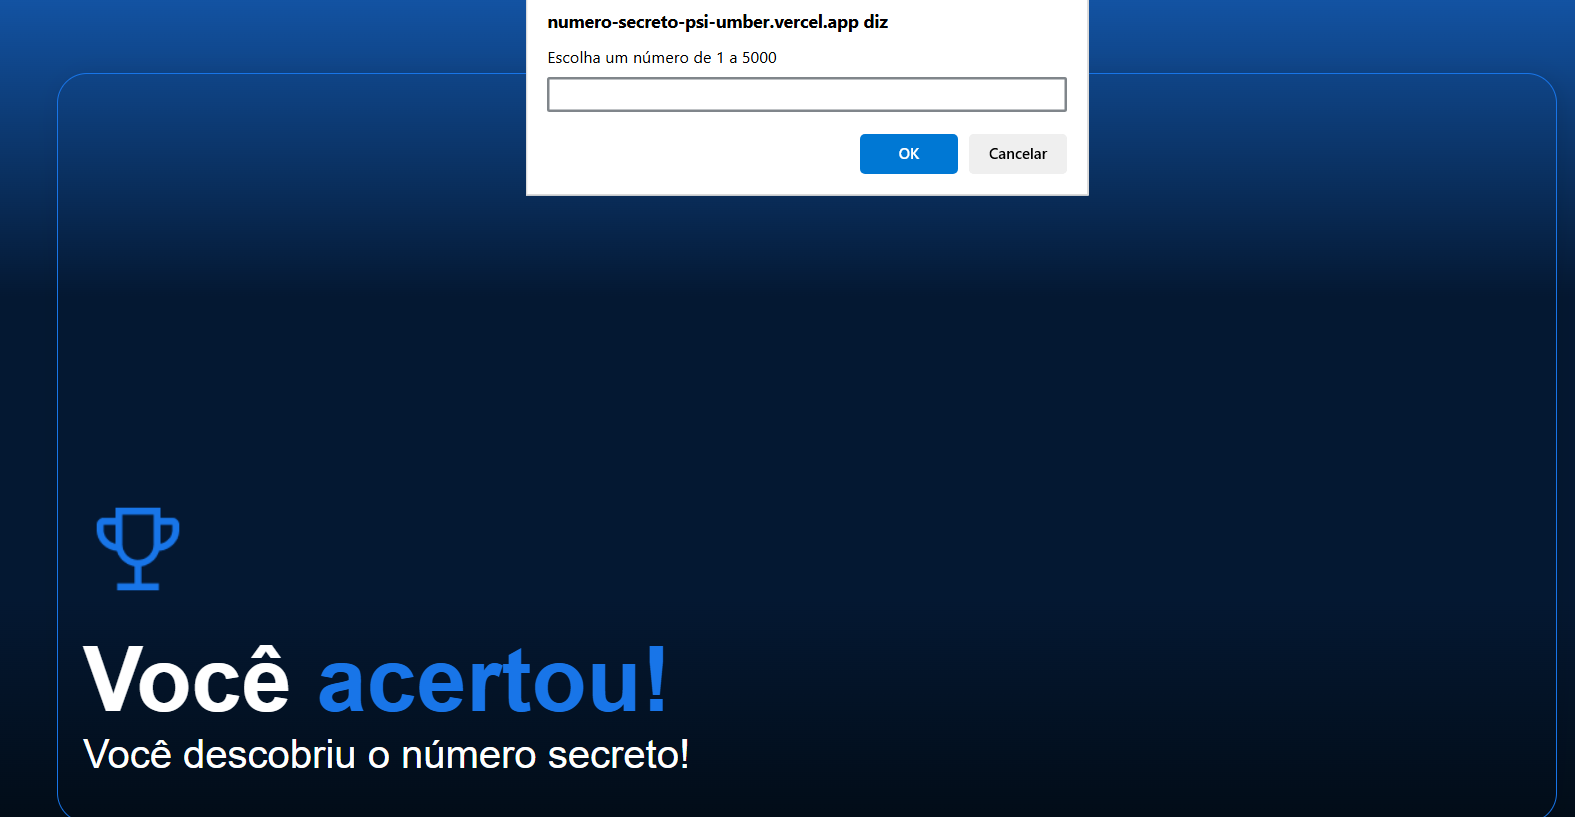 numero-secreto-psi-umber.vercel.app diz
Escolha um número de 1 a 5000
OK
Cancelar
Você acertou!
Você descobriu o número secreto!